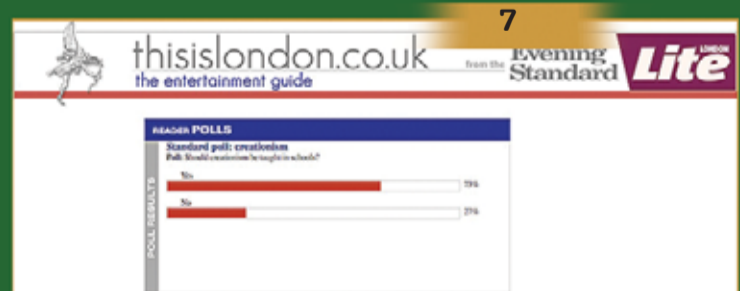 7
thisislondon.co.uk
the entertainment guide
from the Evening Standard
LONDON
Lite
READER POLLS
Standard poll: creationism
Poll: Should creationism be taught in schools?
Yes
No
27%
POLL RESULTS